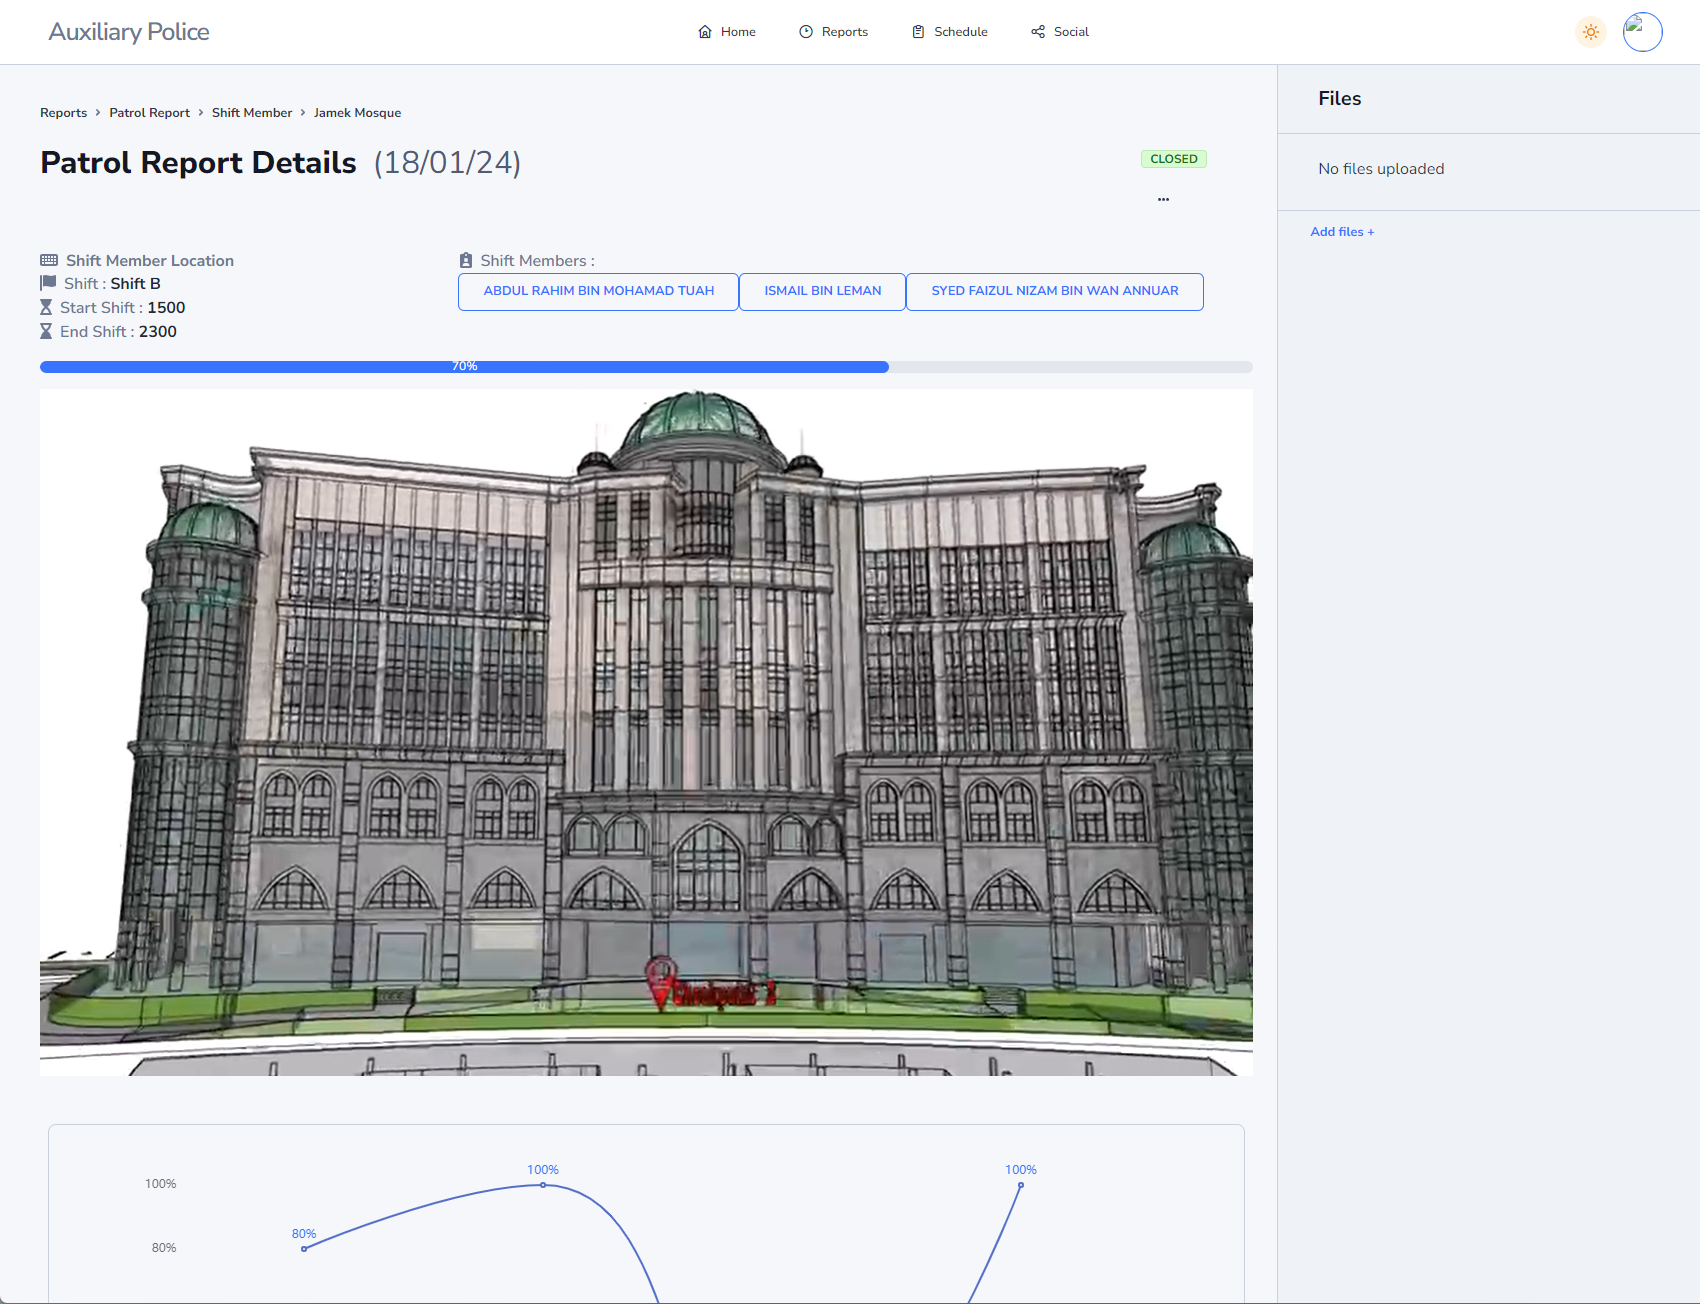 Auxiliary Police
Home
Reports
Schedule
Social
Reports > Patrol Report > Shift Member > Jamek Mosque
Patrol Report Details (18/01/24)
CLOSED
Shift Member Location
Shift : Shift B
Start Shift : 1500
End Shift : 2300
Shift Members :
ABDUL RAHIM BIN MOHAMAD TUAH
ISMAIL BIN LEMAN
SYED FAIZUL NIZAM BIN WAN ANNUAR
70%
100%
80%
80%
100%
100%
Files
No files uploaded
Add files +